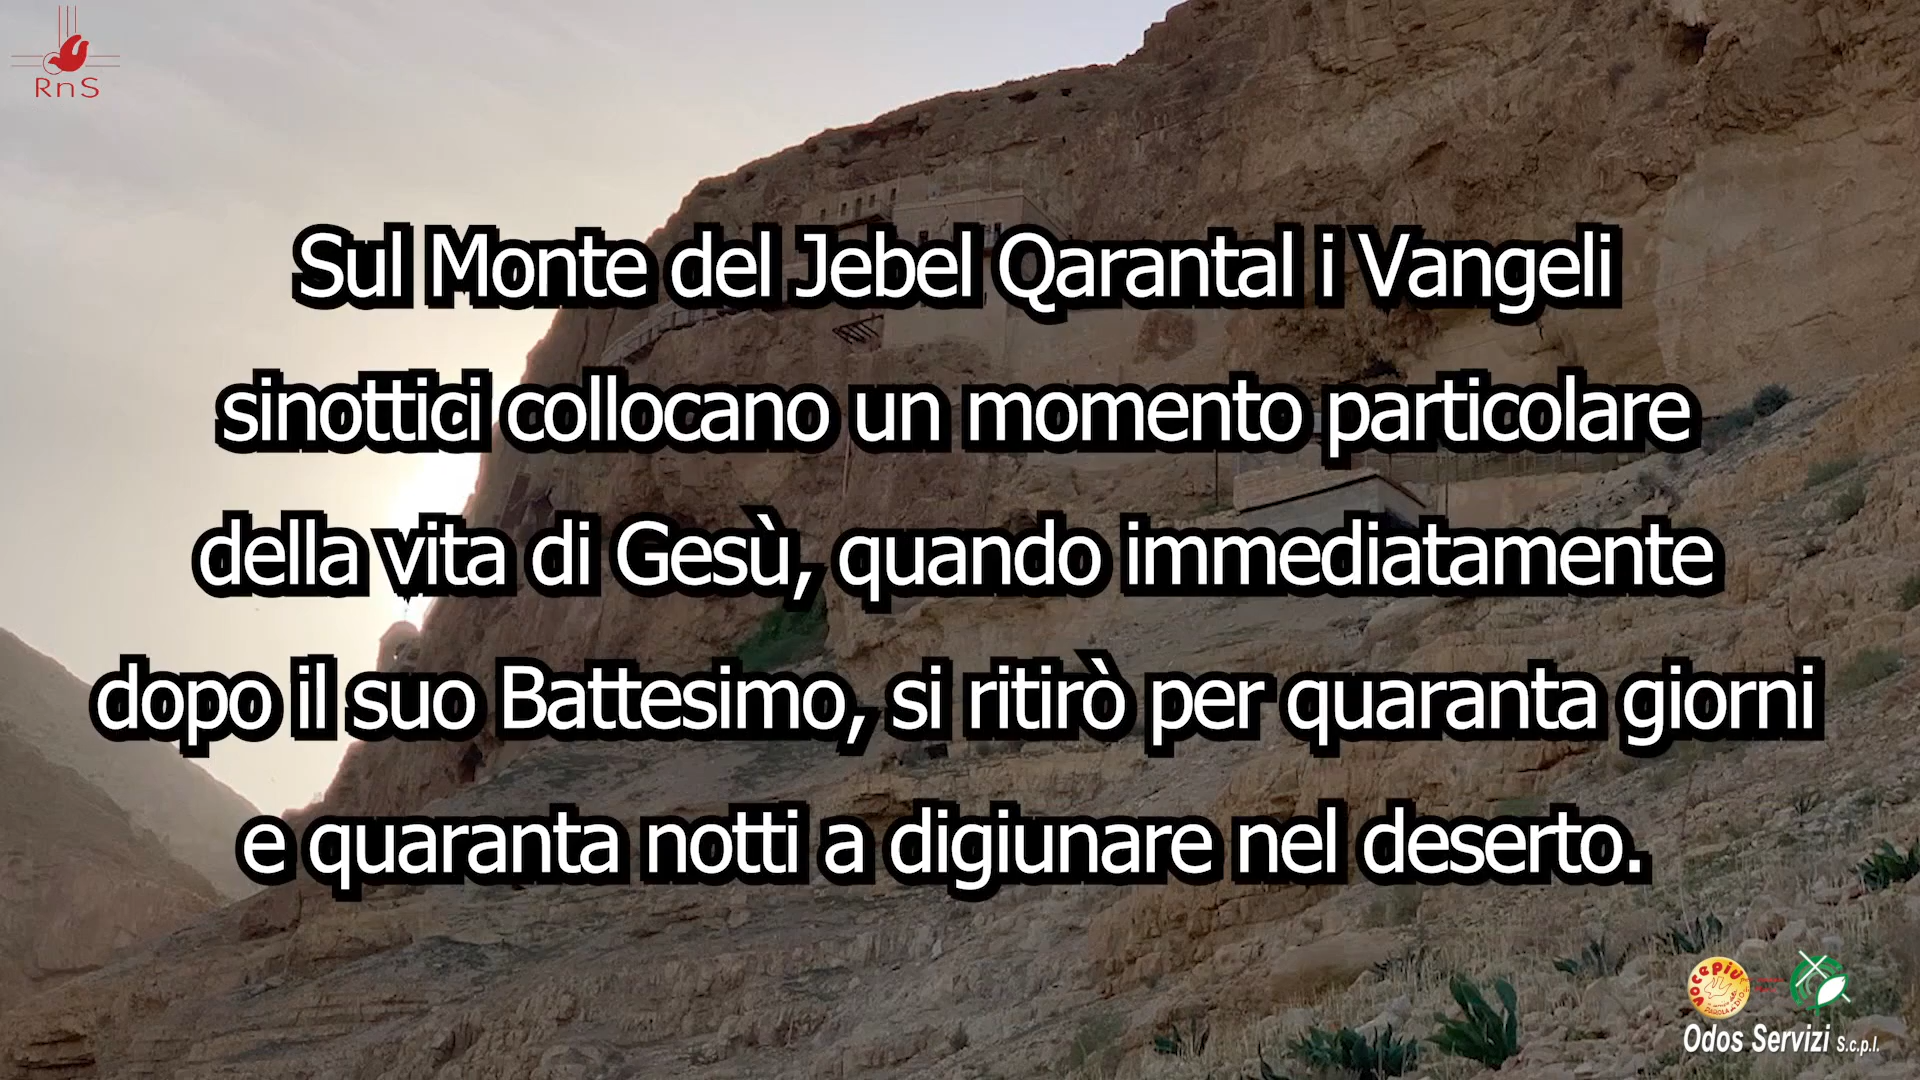 RnS
Sul Monte del Jebel Qarantal i Vangeli
sinottici collocano un momento particolare
della vita di Gesù, quando immediatamente
dopo il suo Battesimo, si ritirò per quaranta giorni
e quaranta notti a digiunare nel deserto.
vocepiù
Odos Servizi S.c.p.l.